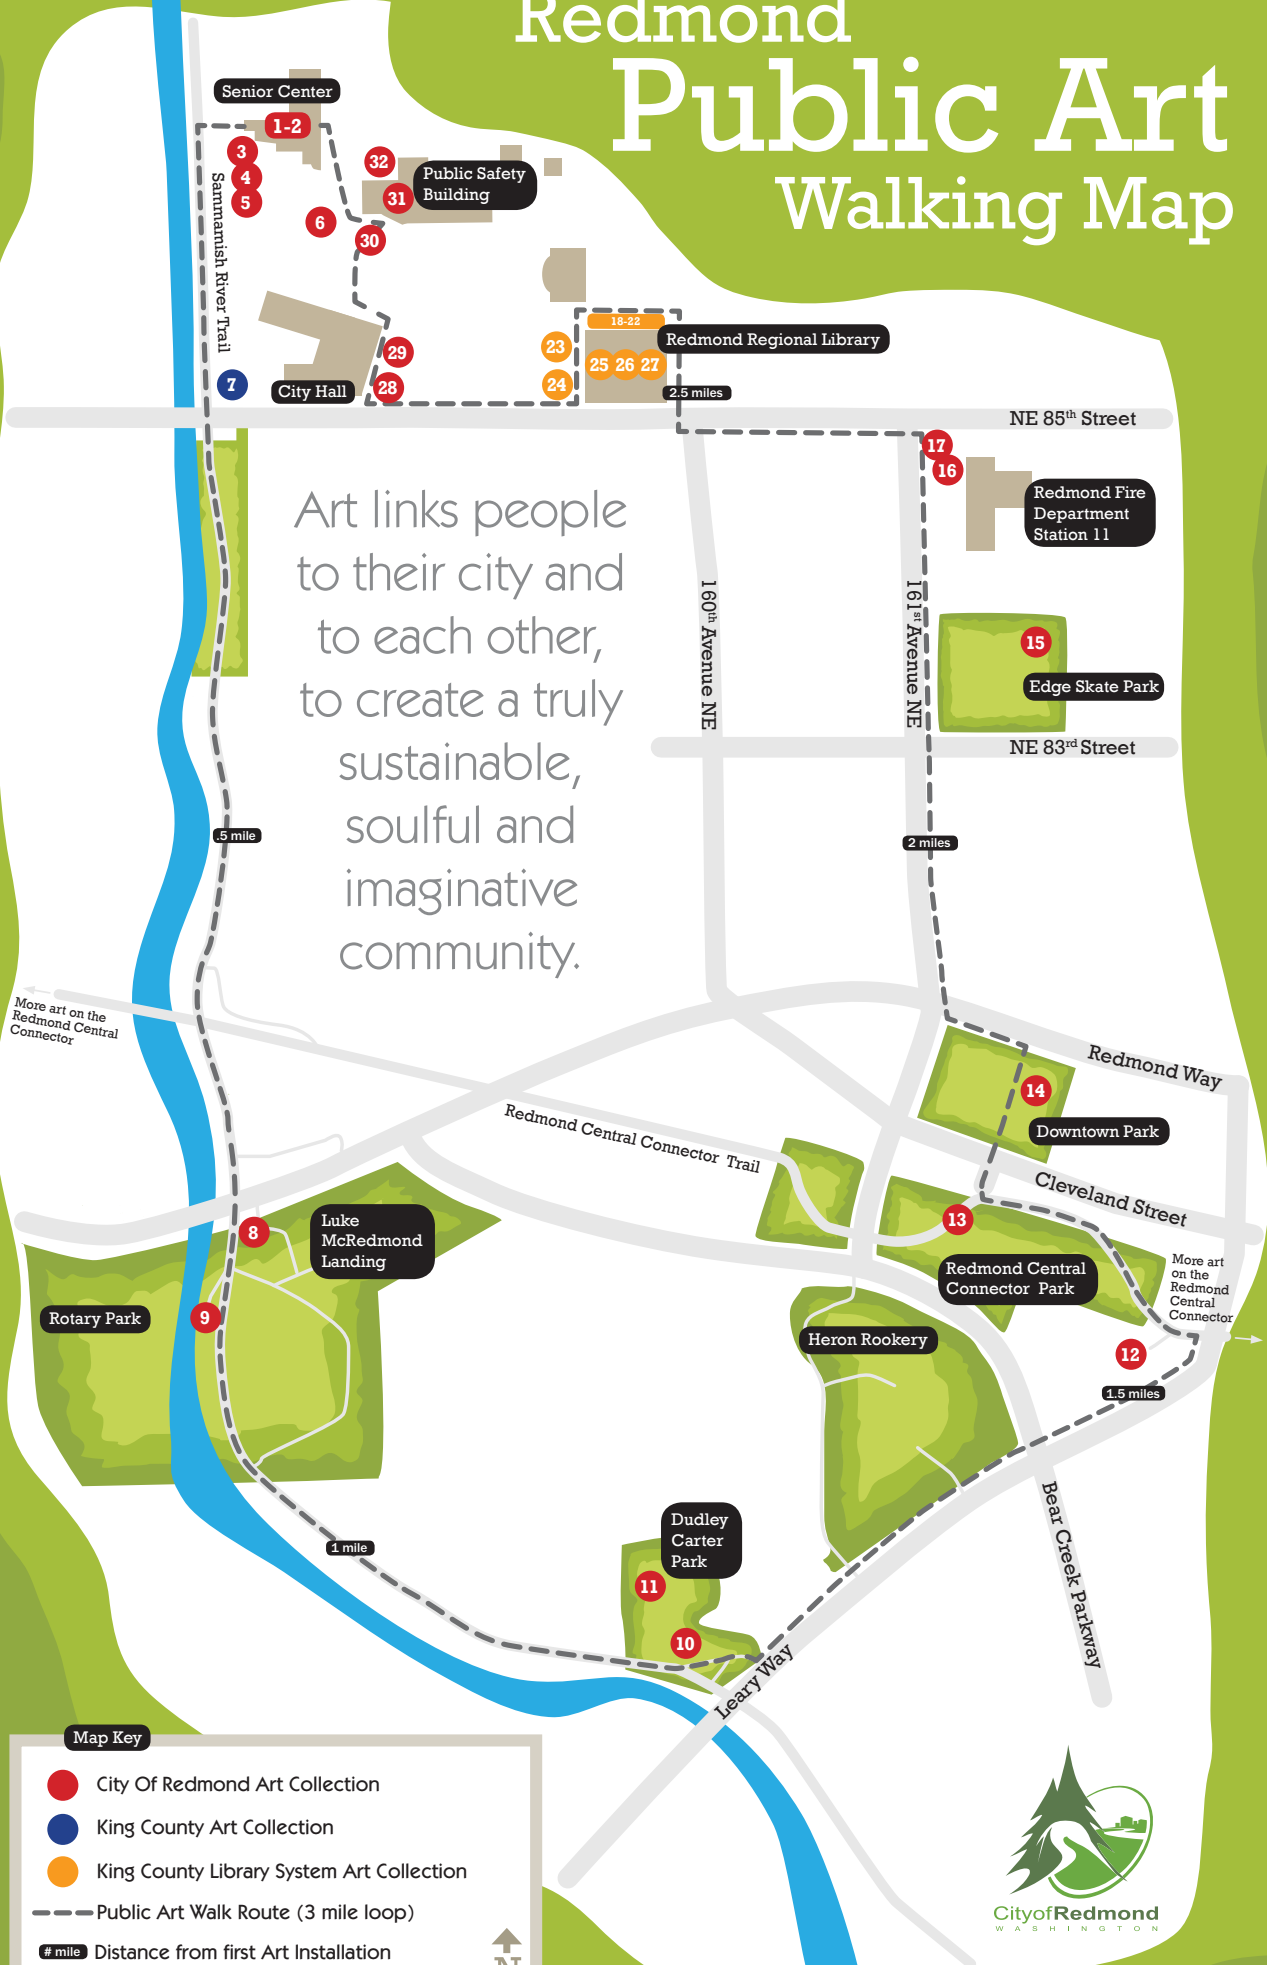 Redmond
Public Art
Walking Map
Senior Center
1-2
3
4
5
6
32
31
30
Public Safety
Building
Sammamish River Trail
7
City Hall
29
28
23
24
18-22
25 26 27
Redmond Regional Library
2.5 miles
NE 85th Street
17
16
Redmond Fire
Department
Station 11
Art links people
to their city and
to each other,
to create a truly
sustainable,
soulful and
imaginative
community.
160th Avenue NE
161st Avenue NE
15
Edge Skate Park
NE 83rd Street
.5 mile
2 miles
More art on the
Redmond Central
Connector
Redmond Way
14
Downtown Park
Redmond Central Connector Trail
Cleveland Street
13
Redmond Central
Connector Park
More art
on the
Redmond
Central
Connector
8
Luke
McRedmond
Landing
Rotary Park
9
Heron Rookery
12
1.5 miles
1 mile
Dudley
Carter
Park
11
10
Leary Way
Bear Creek Parkway
Map Key
City Of Redmond Art Collection
King County Art Collection
King County Library System Art Collection
Public Art Walk Route (3 mile loop)
# mile Distance from first Art Installation
N
CityofRedmond
WASHINGTON